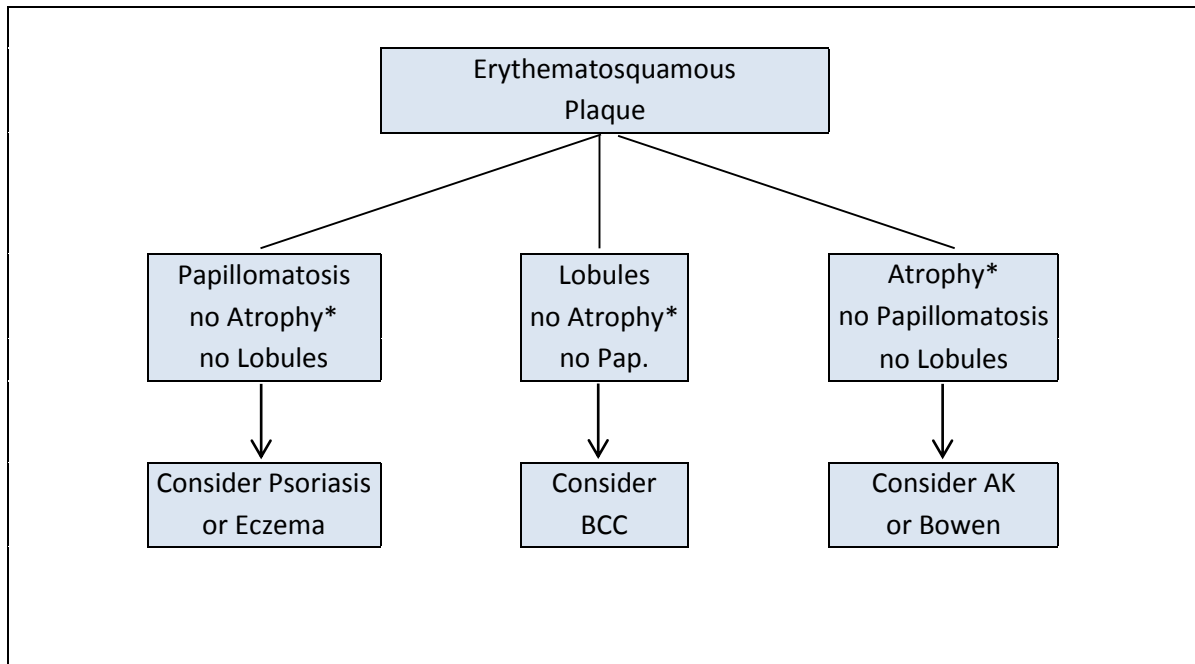 Erythematosquamous
Plaque
Papillomatosis
no Atrophy*
no Lobules
Lobules
no Atrophy*
no Pap.
Atrophy*
no Papillomatosis
no Lobules
Consider Psoriasis
or Eczema
Consider
BCC
Consider AK
or Bowen